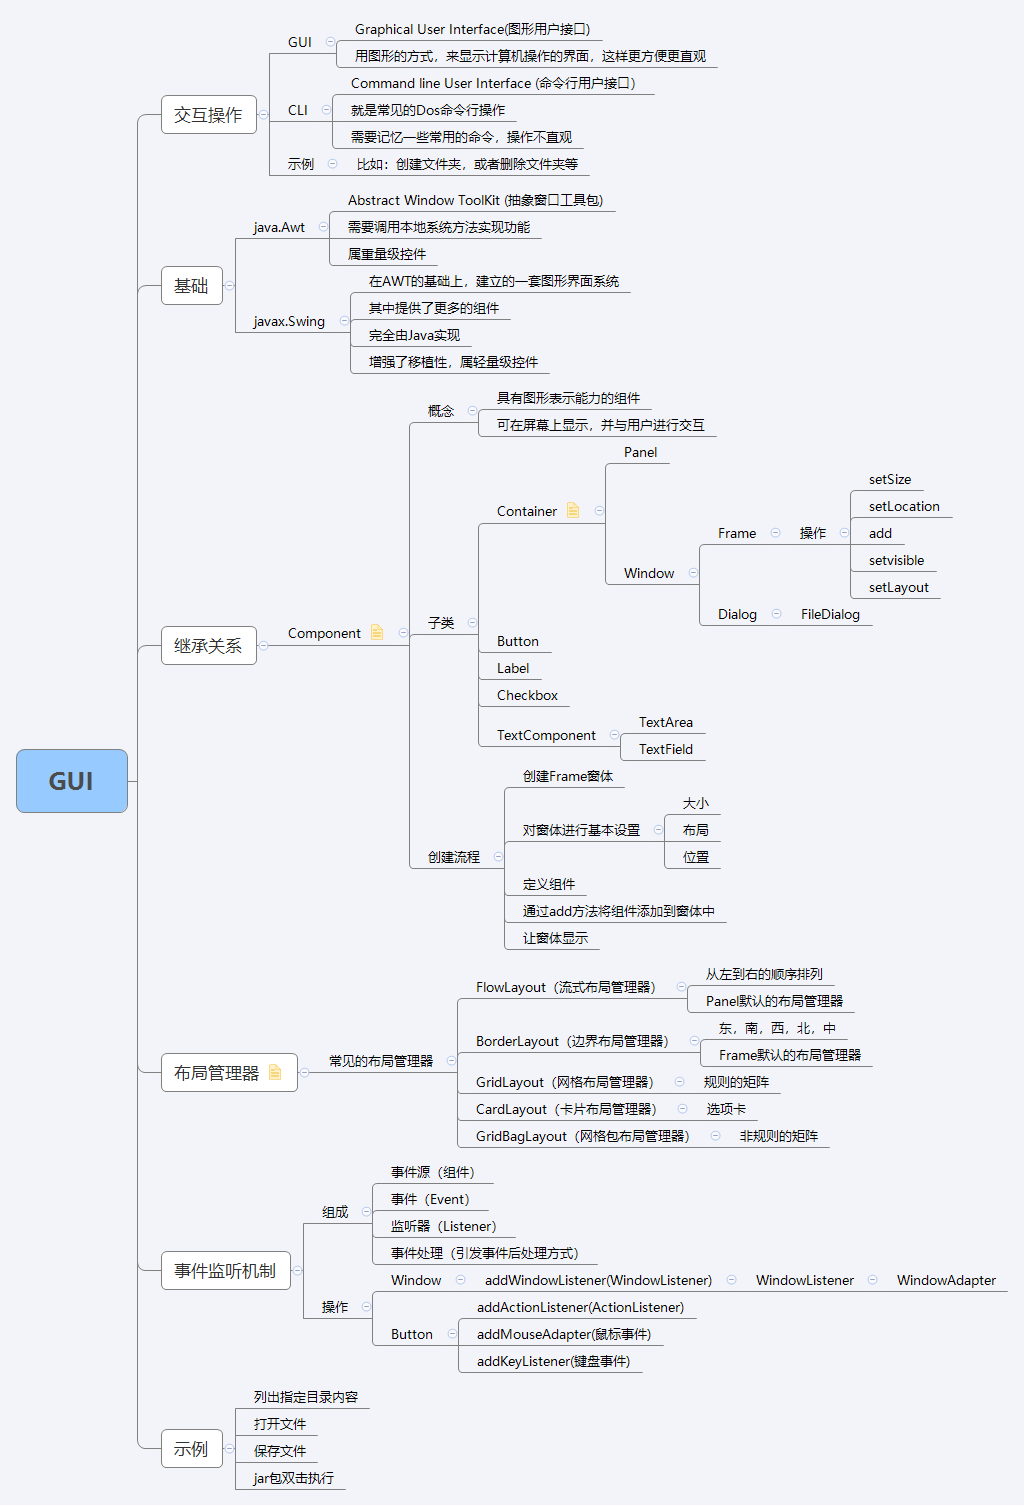 GUI
交互操作
GUI
Graphical User Interface(图形用户接口)
用图形的方式，来显示计算机操作的界面，这样更方便更直观
CLI
Command line User Interface (命令行用户接口)
就是常见的Dos命令行操作
需要记忆一些常用的命令，操作不直观
示例
比如：创建文件夹，或者删除文件夹等
基础
java.Awt
Abstract Window ToolKit (抽象窗口工具包)
需要调用本地系统方法实现功能
属重量级控件
javax.Swing
在AWT的基础上，建立的一套图形界面系统
其中提供了更多的组件
完全由Java实现
增强了移植性，属轻量级控件
继承关系
Component
概念
具有图形表示能力的组件
可在屏幕上显示，并与用户进行交互
子类
Container
Panel
Window
Frame
操作
setSize
setLocation
add
setvisible
setLayout
Dialog
FileDialog
Button
Label
Checkbox
TextComponent
TextArea
TextField
创建流程
创建Frame窗体
对窗体进行基本设置
大小
布局
位置
定义组件
通过add方法将组件添加到窗体中
让窗体显示
布局管理器
常见的布局管理器
FlowLayout（流式布局管理器）
从左到右的顺序排列
Panel默认的布局管理器
BorderLayout（边界布局管理器）
东，南，西，北，中
Frame默认的布局管理器
GridLayout（网格布局管理器）
规则的矩阵
CardLayout（卡片布局管理器）
选项卡
GridBagLayout（网格包布局管理器）
非规则的矩阵
事件监听机制
组成
事件源（组件）
事件（Event）
监听器（Listener）
事件处理（引发事件后处理方式）
操作
Window
addWindowListener(WindowListener)
WindowListener
WindowAdapter
Button
addActionListener(ActionListener)
addMouseAdapter(鼠标事件)
addKeyListener(键盘事件)
示例
列出指定目录内容
打开文件
保存文件
jar包双击执行